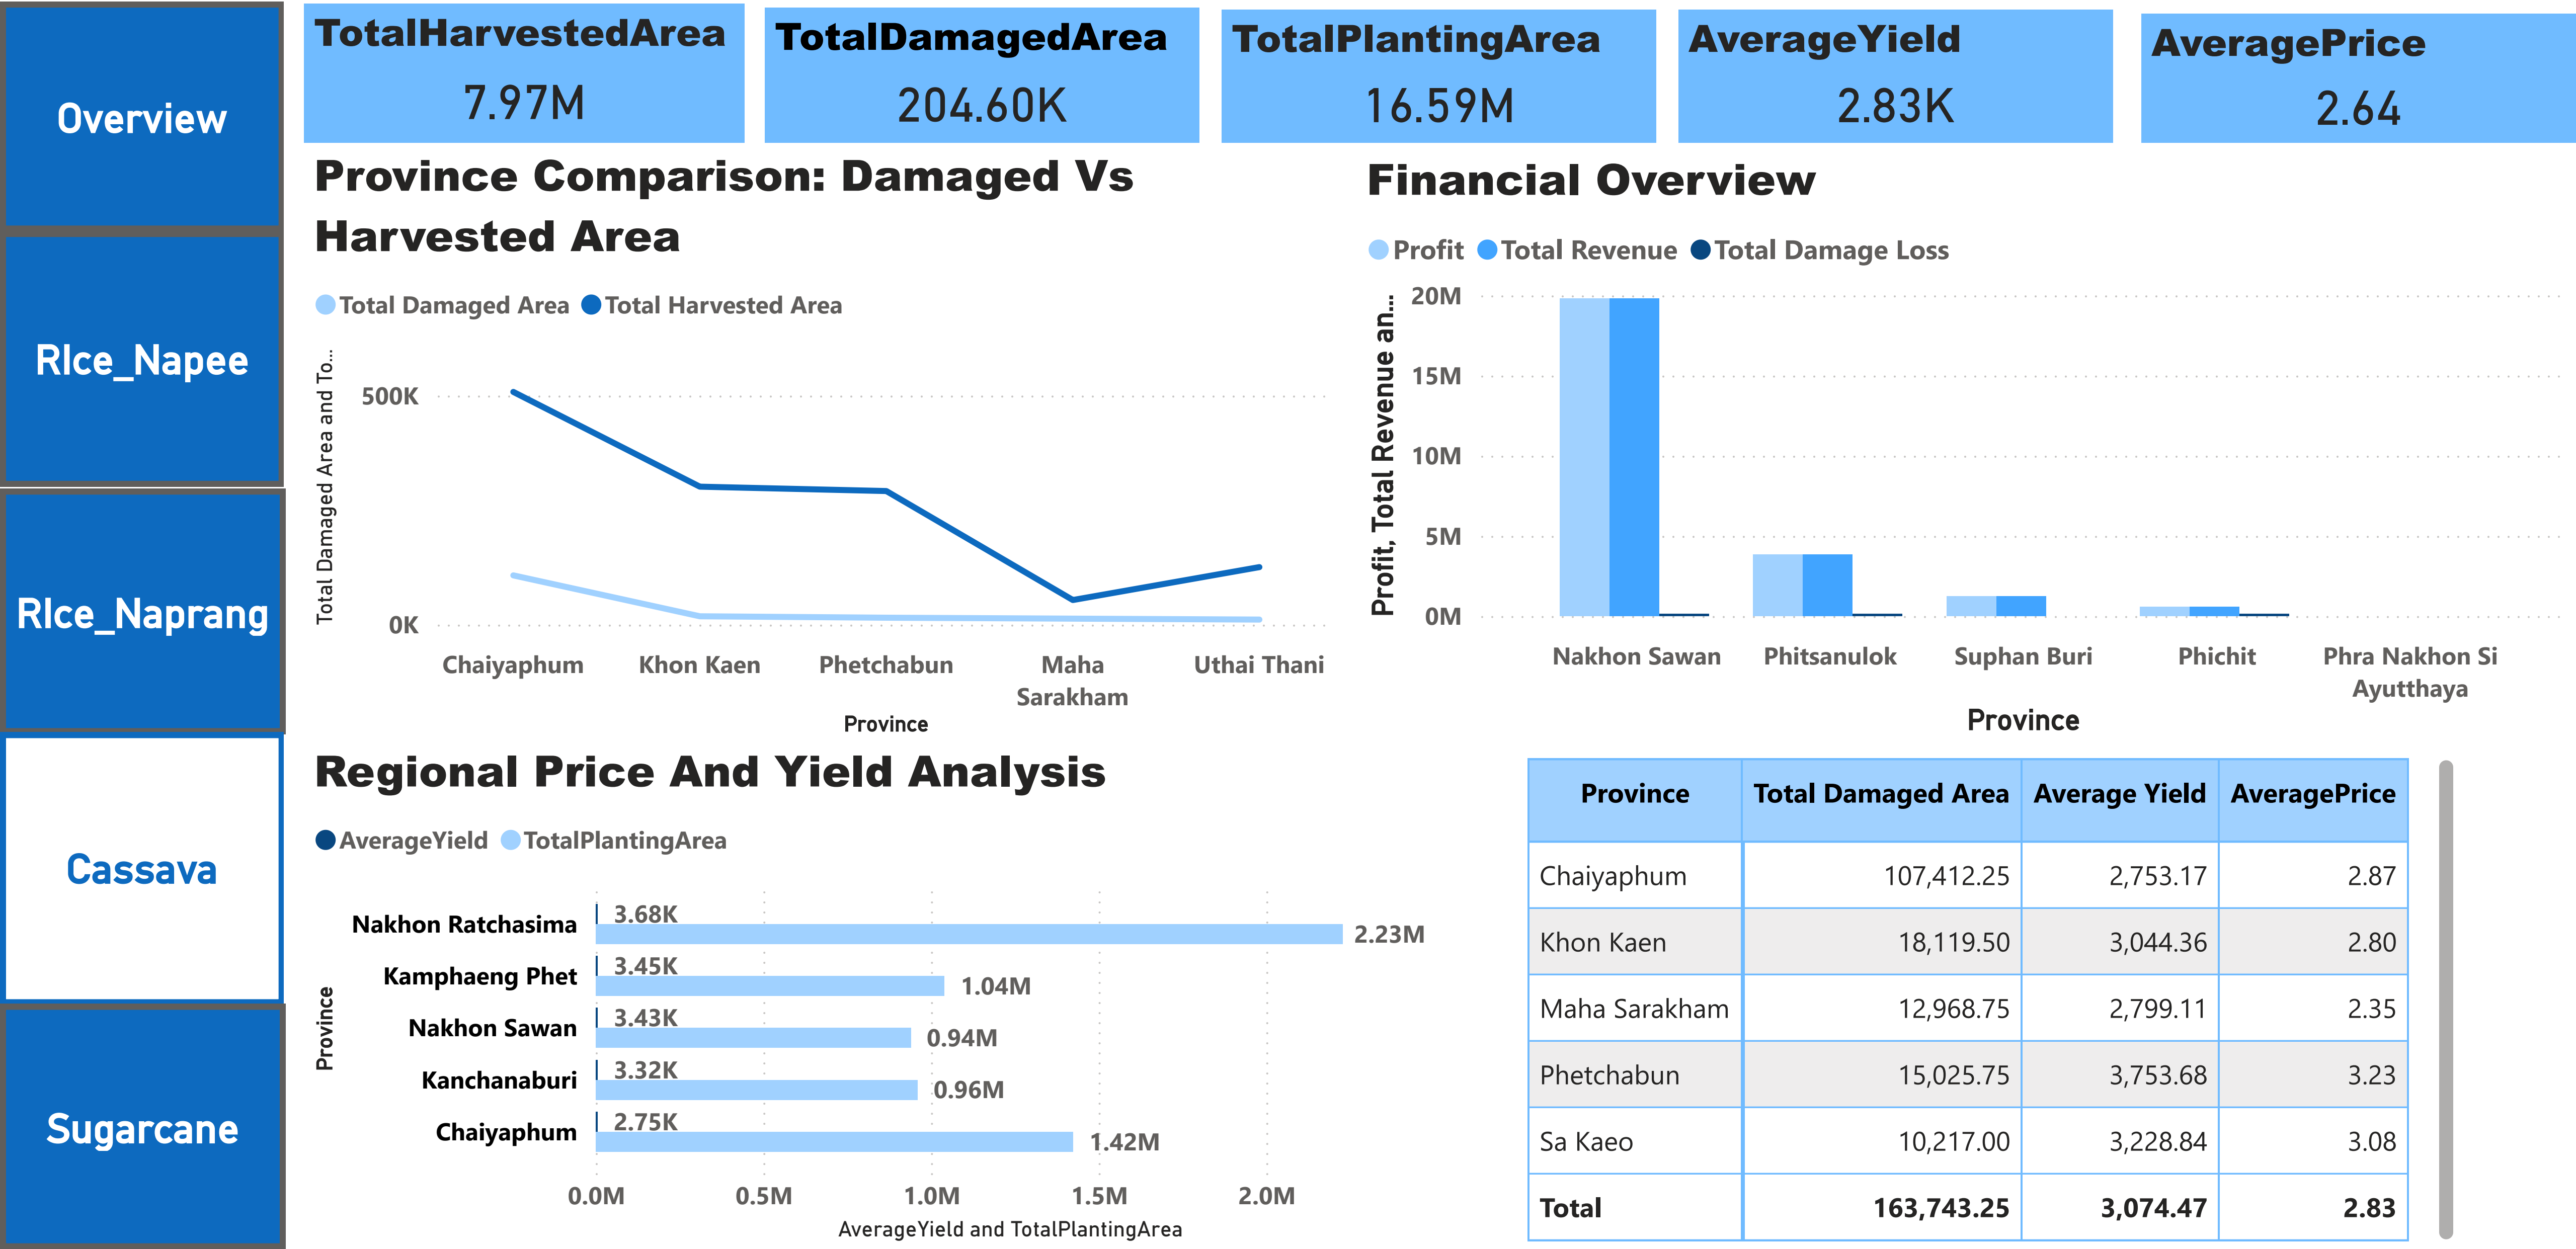 Overview
RIce_Napee
RIce_Naprang
Cassava
Sugarcane
TotalHarvestedArea
7.97M
TotalDamagedArea
204.60K
TotalPlantingArea
16.59M
AverageYield
2.83K
AveragePrice
2.64
Province Comparison: Damaged Vs
Harvested Area
Total Damaged Area Total Harvested Area
Total Damaged Area and To...
500K
0K
Chaiyaphum Khon Kaen Phetchabun Maha Sarakham Uthai Thani
Province
Financial Overview
Profit Total Revenue Total Damage Loss
Profit, Total Revenue an...
20M
15M
10M
5M
0M
Nakhon Sawan Phitsanulok Suphan Buri Phichit Phra Nakhon Si Ayutthaya
Province
Regional Price And Yield Analysis
AverageYield TotalPlantingArea
Province
Nakhon Ratchasima 3.68K 2.23M
Kamphaeng Phet 3.45K 1.04M
Nakhon Sawan 3.43K 0.94M
Kanchanaburi 3.32K 0.96M
Chaiyaphum 2.75K 1.42M
0.0M 0.5M 1.0M 1.5M 2.0M
AverageYield and TotalPlantingArea
Province Total Damaged Area Average Yield AveragePrice
Chaiyaphum 107,412.25 2,753.17 2.87
Khon Kaen 18,119.50 3,044.36 2.80
Maha Sarakham 12,968.75 2,799.11 2.35
Phetchabun 15,025.75 3,753.68 3.23
Sa Kaeo 10,217.00 3,228.84 3.08
Total 163,743.25 3,074.47 2.83